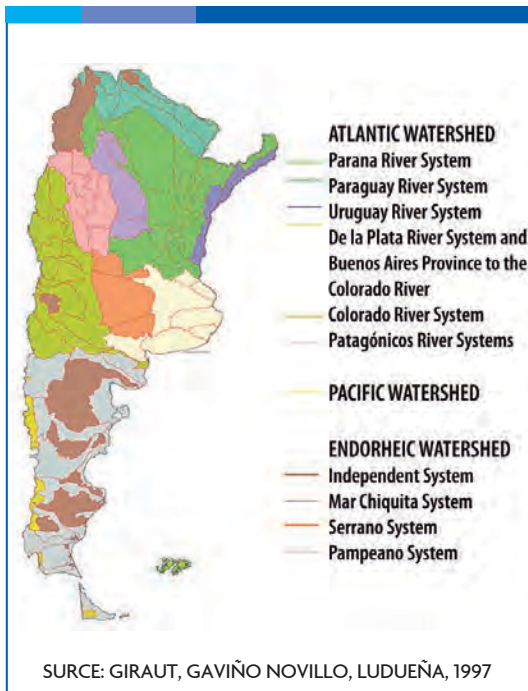 ATLANTIC WATERSHED
Parana River System
Paraguay River System
Uruguay River System
De la Plata River System and
Buenos Aires Province to the
Colorado River
Colorado River System
Patagónicos River Systems
PACIFIC WATERSHED
ENDORHEIC WATERSHED
Independent System
Mar Chiquita System
Serrano System
Pampeano System
SURCE: GIRAUT, GAVIÑO NOVILLO, LUDUEÑA, 1997